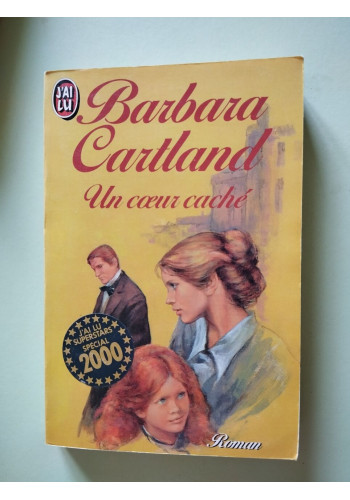 J'AI
LU
Barbara
Cartland
Un cœur caché
J'AI LU
SUPERSTARS
SPÉCIAL
2000
Roman